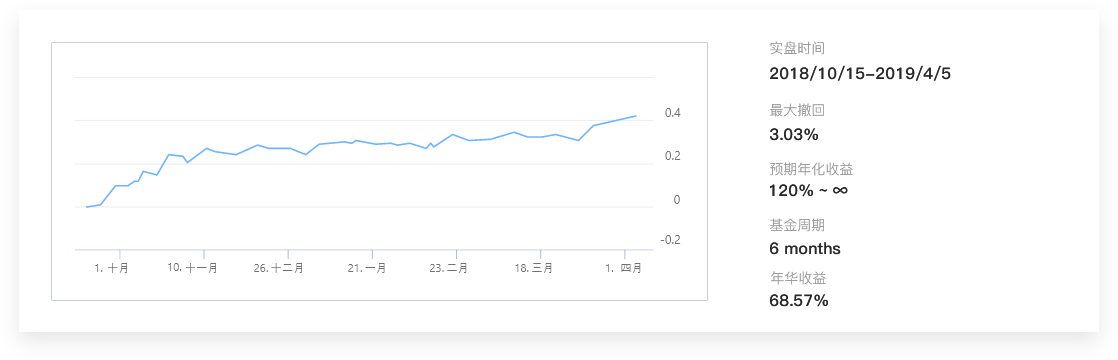 0.4
0.2
0
-0.2
1. 十月
10. 十一月
26. 十二月
21. 一月
23. 二月
18. 三月
1. 四月
实盘时间
2018/10/15-2019/4/5
最大撤回
3.03%
预期年化收益
120% ~ ∞
基金周期
6 months
年华收益
68.57%